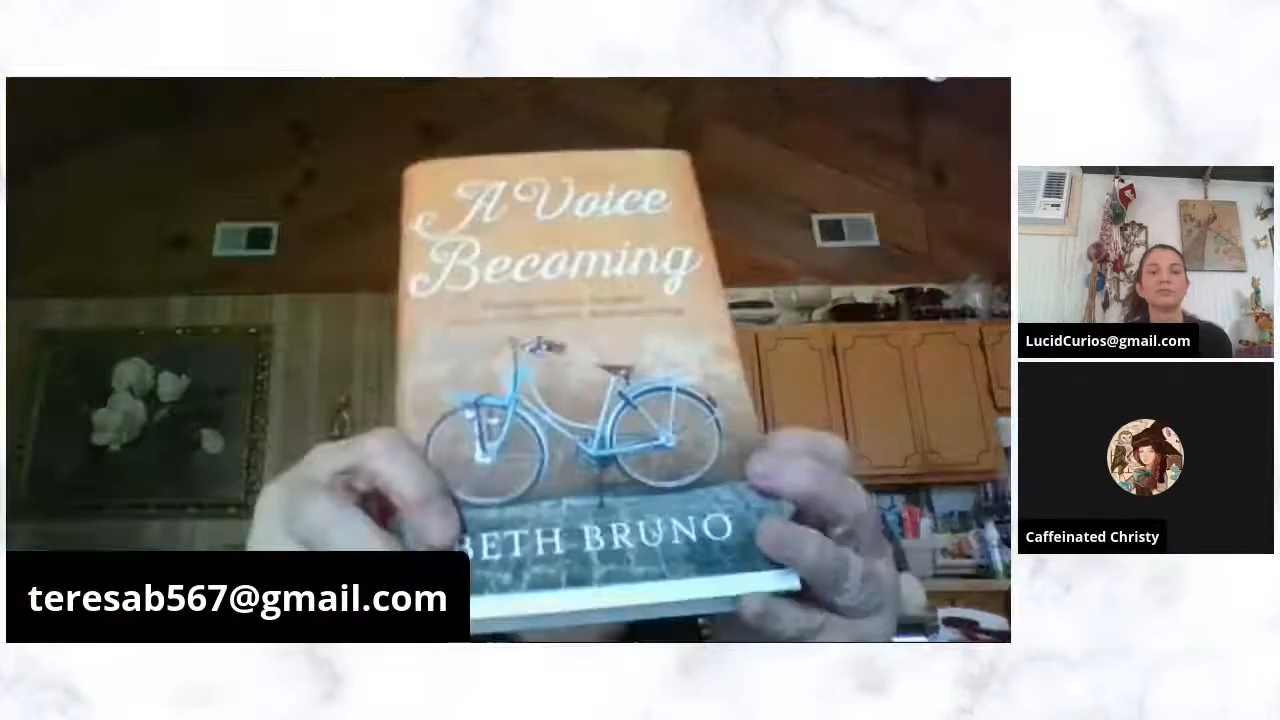 A Voice
Becoming
BETH BRUNO
teresab567@gmail.com
LucidCurios@gmail.com
Caffeinated Christy